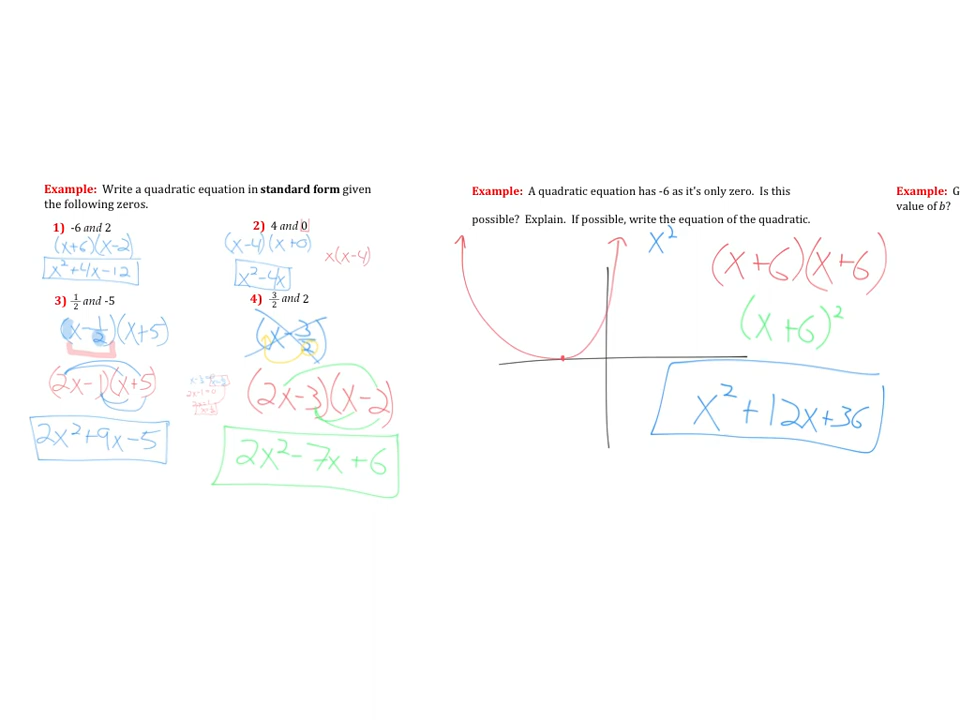 Example: Write a quadratic equation in standard form given
the following zeros.
1) -6 and 2
(x+6)(x-2)
x²+4x-12
2) 4 and 0
(x-4)(x+0)
x(x-4)
x²-4x
3) 1/2 and -5
(x-1/2)(x+5)
(2x-1)(x+5)
2x²+9x-5
4) 3/2 and 2
(x-3/2)
2x-1=0
(2x-3)(x-2)
2x²-7x+6
Example: A quadratic equation has -6 as it's only zero. Is this
possible? Explain. If possible, write the equation of the quadratic.
x²
(x+6)(x+6)
(x+6)²
x²+12x+36
Example: G
value of b?